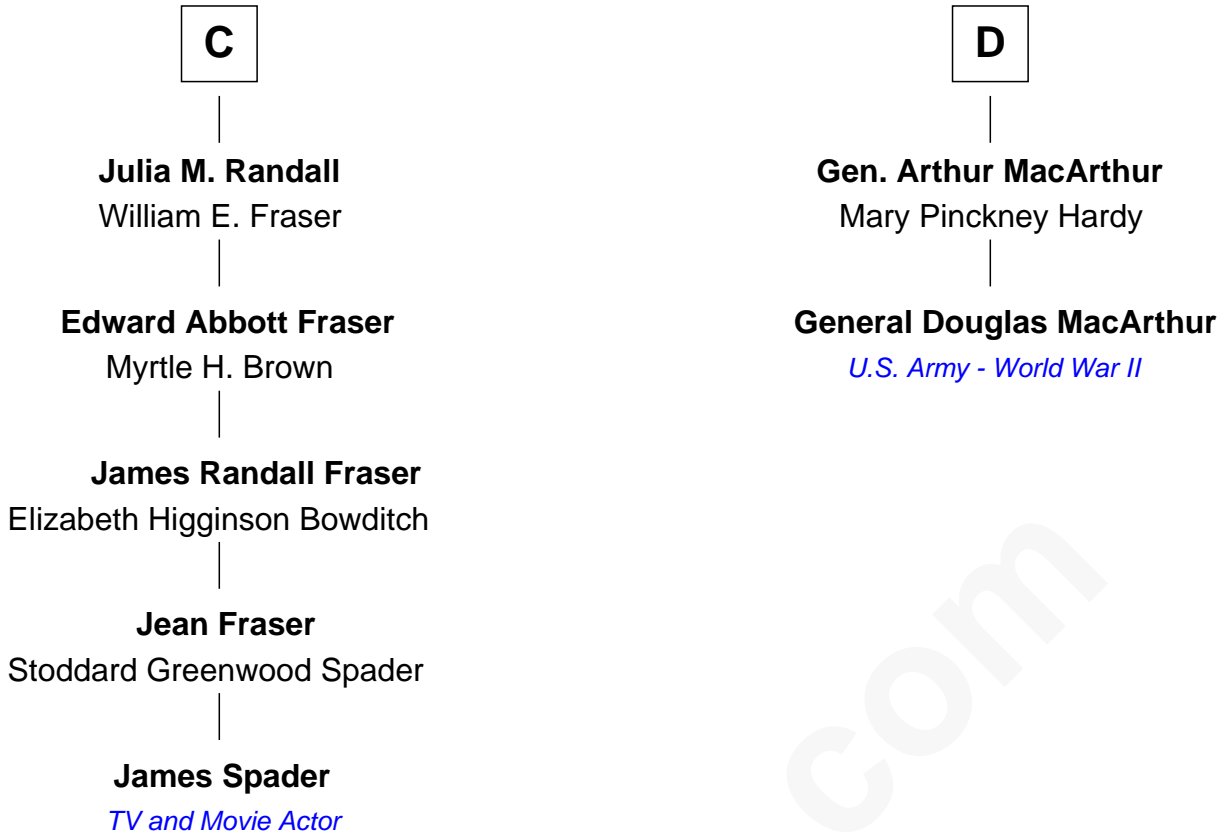 C
Julia M. Randall
William E. Fraser
Edward Abbott Fraser
Myrtle H. Brown
James Randall Fraser
Elizabeth Higginson Bowditch
Jean Fraser
Stoddard Greenwood Spader
James Spader
TV and Movie Actor
D
Gen. Arthur MacArthur
Mary Pinckney Hardy
General Douglas MacArthur
U.S. Army - World War II
com